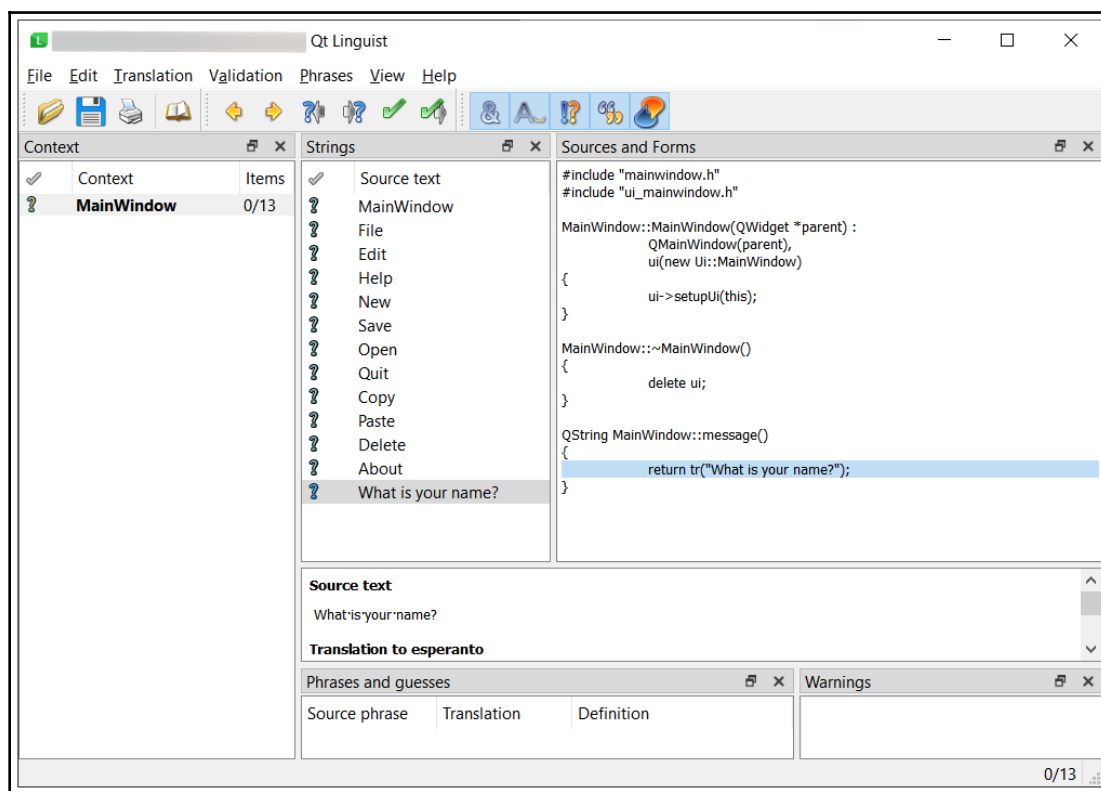 Qt Linguist
File Edit Translation Validation Phrases View Help
Context
Context Items
MainWindow 0/13
Strings
Source text
MainWindow
File
Edit
Help
New
Save
Open
Quit
Copy
Paste
Delete
About
What is your name?
Sources and Forms
#include "mainwindow.h"
#include "ui_mainwindow.h"
MainWindow::MainWindow(QWidget *parent) :
QMainWindow(parent),
ui(new Ui::MainWindow)
{
ui->setupUi(this);
}
MainWindow::~MainWindow()
{
delete ui;
}
QString MainWindow::message()
{
return tr("What is your name?");
}
Source text
What·is·your·name?
Translation to esperanto
Phrases and guesses
Source phrase Translation Definition
Warnings
0/13